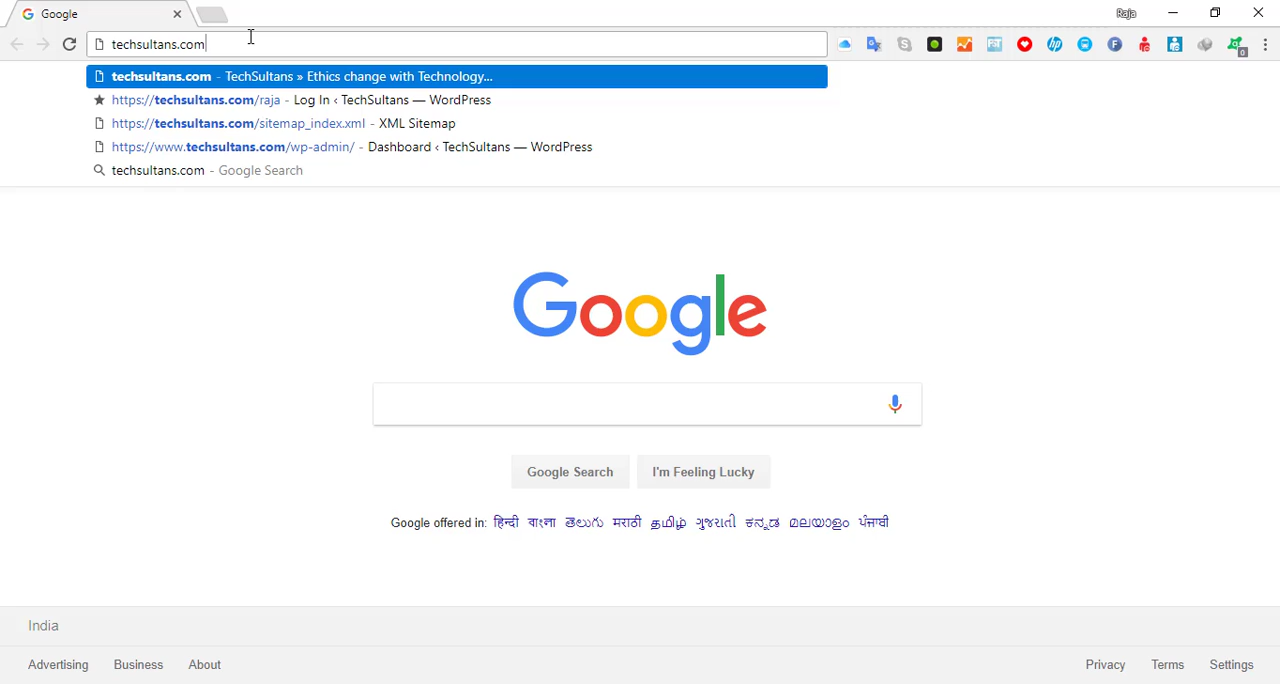 Google
Raja
techsultans.com
techsultans.com - TechSultans » Ethics change with Technology...
https://techsultans.com/raja - Log In ‹ TechSultans — WordPress
https://techsultans.com/sitemap_index.xml - XML Sitemap
https://www.techsultans.com/wp-admin/ - Dashboard ‹ TechSultans — WordPress
techsultans.com - Google Search
Google
Google Search I'm Feeling Lucky
Google offered in: हिन्दी বাংলা తెలుగు मराठी தமிழ் ગુજરાતી ಕನ್ನಡ മലയാളം ਪੰਜਾਬੀ
India
Advertising Business About Privacy Terms Settings